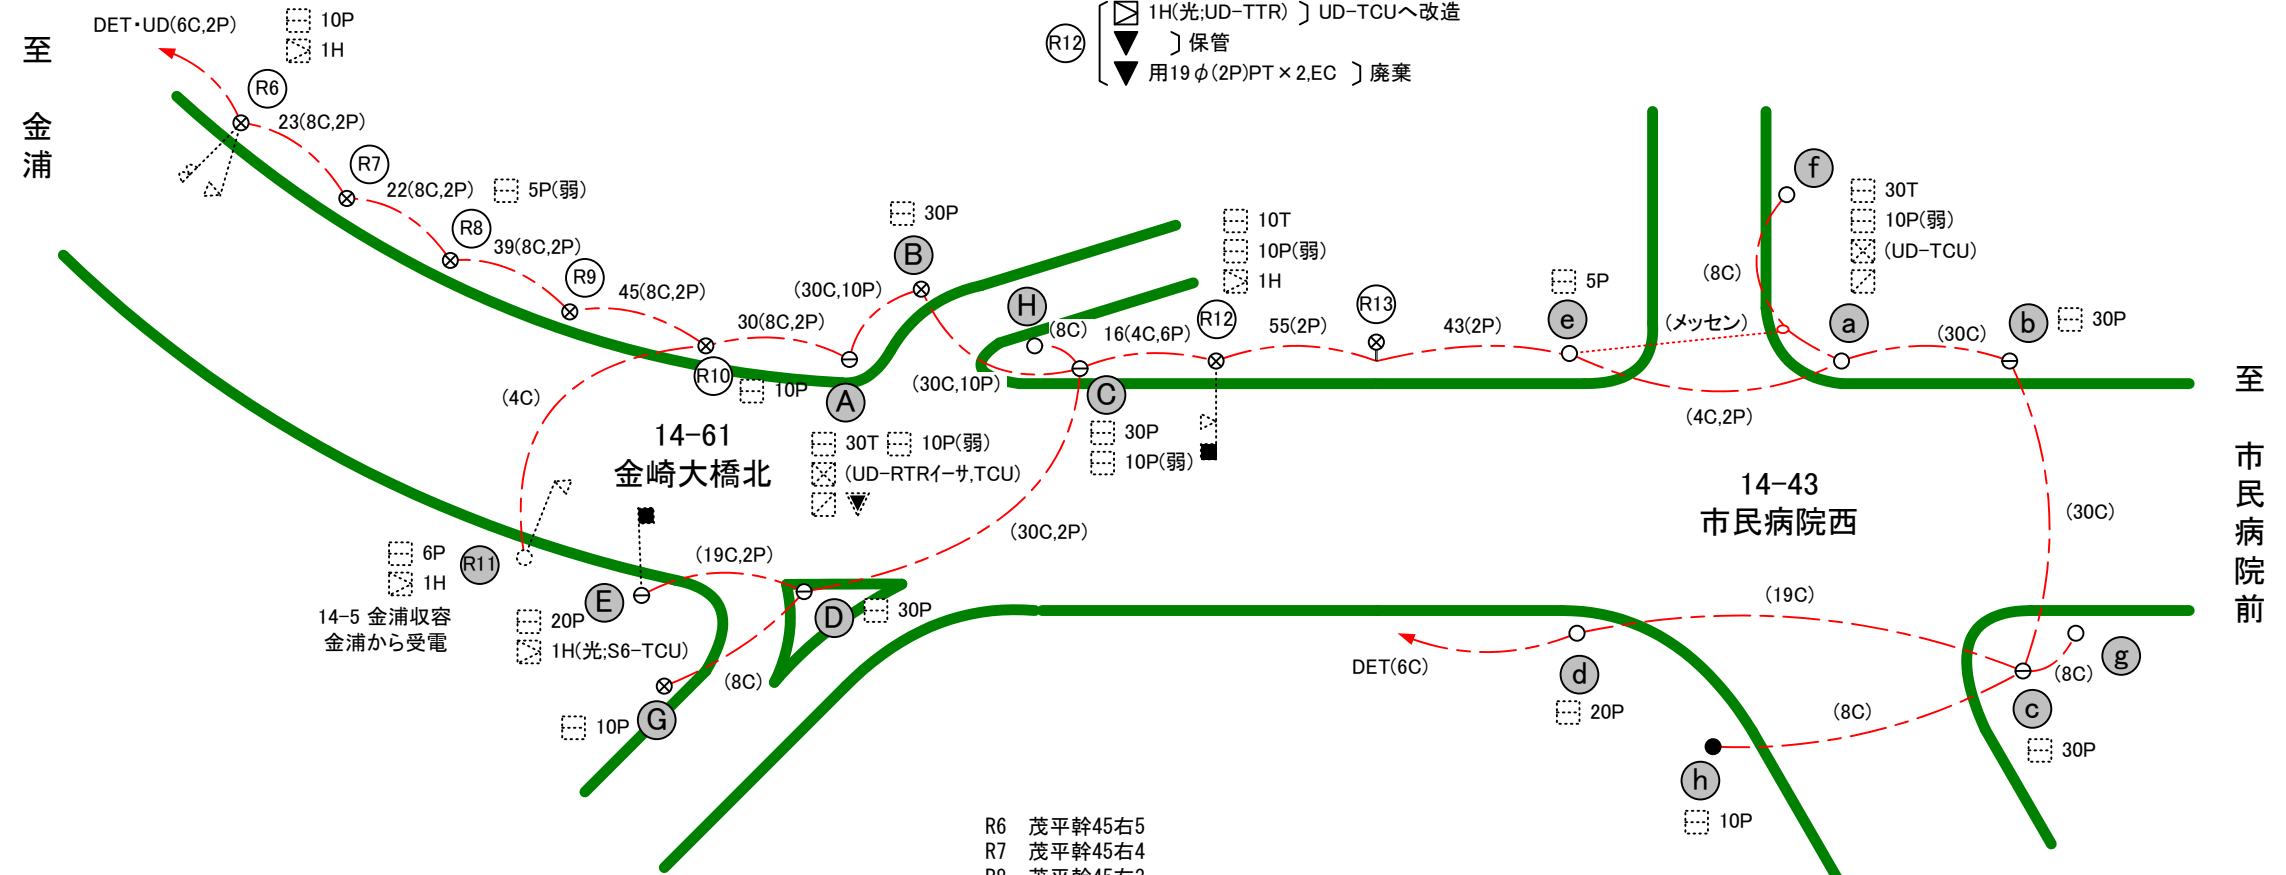 1H(光;UD-TTR) 〕UD-TCUへ改造
R12
〕保管
用19φ(2P)PT×2,EC 〕廃棄
DET・UD(6C,2P)
10P
1H
至 金浦
R6
23(8C,2P)
R7
22(8C,2P)
5P(弱)
R8
39(8C,2P)
R9
45(8C,2P)
30(8C,2P)
(30C,10P)
30P
B
R10
10P
A
30T
10P(弱)
(UD-RTRイーサ,TCU)
(4C)
14-61
金崎大橋北
H
(8C)
(30C,10P)
C
30P
10P(弱)
16(4C,6P)
10T
10P(弱)
1H
R12
55(2P)
R13
43(2P)
5P
e
(メッセン)
(4C,2P)
(8C)
f
30T
10P(弱)
(UD-TCU)
a
(30C)
b
30P
至 市民病院前
14-43
市民病院西
(30C)
(30C,2P)
6P
1H
R11
14-5 金浦収容
金浦から受電
E
20P
1H(光;S6-TCU)
(19C,2P)
D
30P
(8C)
10P
G
DET(6C)
d
20P
(19C)
(8C)
g
c
30P
(8C)
h
10P
R6 茂平幹45右5
R7 茂平幹45右4